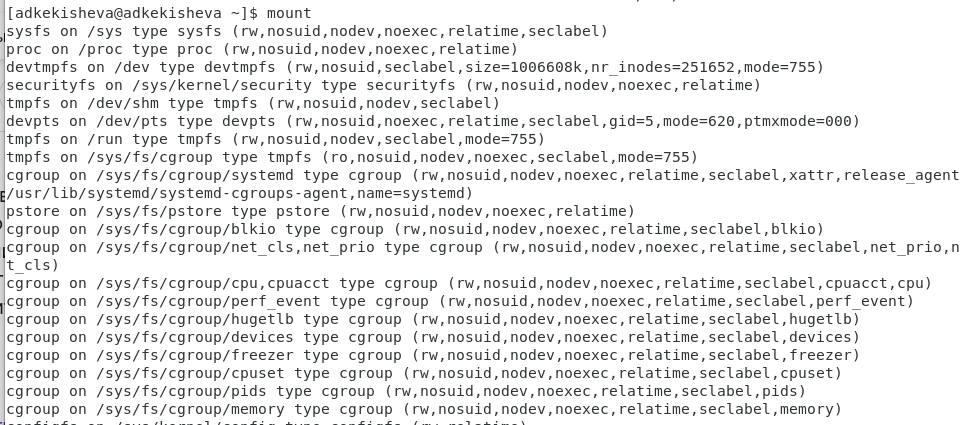 [adkekisheva@adkekisheva ~]$ mount
sysfs on /sys type sysfs (rw,nosuid,nodev,noexec,relatime,seclabel)
proc on /proc type proc (rw,nosuid,nodev,noexec,relatime)
devtmpfs on /dev type devtmpfs (rw,nosuid,seclabel,size=1006608k,nr_inodes=251652,mode=755)
securityfs on /sys/kernel/security type securityfs (rw,nosuid,nodev,noexec,relatime)
tmpfs on /dev/shm type tmpfs (rw,nosuid,nodev,seclabel)
devpts on /dev/pts type devpts (rw,nosuid,noexec,relatime,seclabel,gid=5,mode=620,ptmxmode=000)
tmpfs on /run type tmpfs (rw,nosuid,nodev,seclabel,mode=755)
tmpfs on /sys/fs/cgroup type tmpfs (ro,nosuid,nodev,noexec,seclabel,mode=755)
cgroup on /sys/fs/cgroup/systemd type cgroup (rw,nosuid,nodev,noexec,relatime,seclabel,xattr,release_agent
/usr/lib/systemd/systemd-cgroups-agent,name=systemd)
pstore on /sys/fs/pstore type pstore (rw,nosuid,nodev,noexec,relatime)
cgroup on /sys/fs/cgroup/blkio type cgroup (rw,nosuid,nodev,noexec,relatime,seclabel,blkio)
cgroup on /sys/fs/cgroup/net_cls,net_prio type cgroup (rw,nosuid,nodev,noexec,relatime,seclabel,net_prio,n
t_cls)
cgroup on /sys/fs/cgroup/cpu,cpuacct type cgroup (rw,nosuid,nodev,noexec,relatime,seclabel,cpuacct,cpu)
cgroup on /sys/fs/cgroup/perf_event type cgroup (rw,nosuid,nodev,noexec,relatime,seclabel,perf_event)
cgroup on /sys/fs/cgroup/hugetlb type cgroup (rw,nosuid,nodev,noexec,relatime,seclabel,hugetlb)
cgroup on /sys/fs/cgroup/devices type cgroup (rw,nosuid,nodev,noexec,relatime,seclabel,devices)
cgroup on /sys/fs/cgroup/freezer type cgroup (rw,nosuid,nodev,noexec,relatime,seclabel,freezer)
cgroup on /sys/fs/cgroup/cpuset type cgroup (rw,nosuid,nodev,noexec,relatime,seclabel,cpuset)
cgroup on /sys/fs/cgroup/pids type cgroup (rw,nosuid,nodev,noexec,relatime,seclabel,pids)
cgroup on /sys/fs/cgroup/memory type cgroup (rw,nosuid,nodev,noexec,relatime,seclabel,memory)